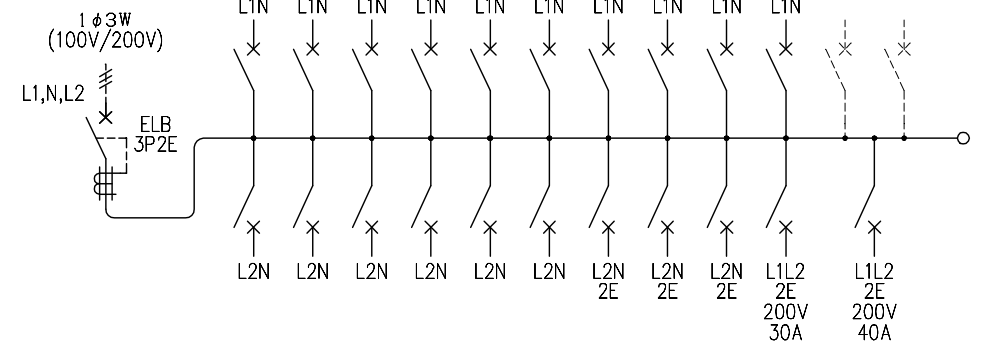 L1N L1N L1N L1N L1N L1N L1N L1N L1N L1N
1φ3W
(100V/200V)
L1,N,L2
ELB
3P2E
L2N L2N L2N L2N L2N L2N L2N L2N L2N L1L2 L1L2
2E 2E 2E 2E 2E
200V 200V
30A 40A